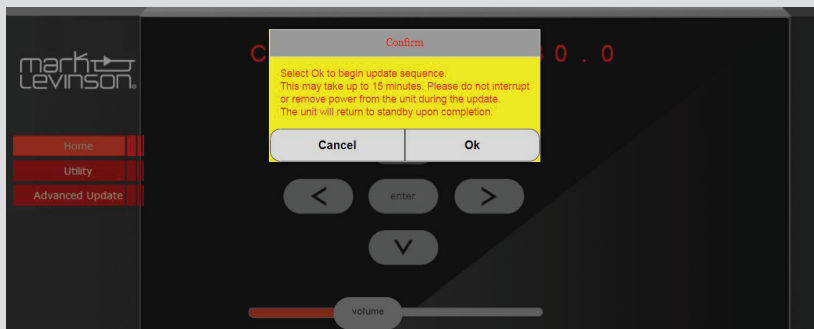 mark
Levinson.
Home
Utility
Advanced Update
C
0.0
Confirm
Select Ok to begin update sequence.
This may take up to 15 minutes. Please do not interrupt
or remove power from the unit during the update.
The unit will return to standby upon completion.
Cancel
Ok
enter
volume